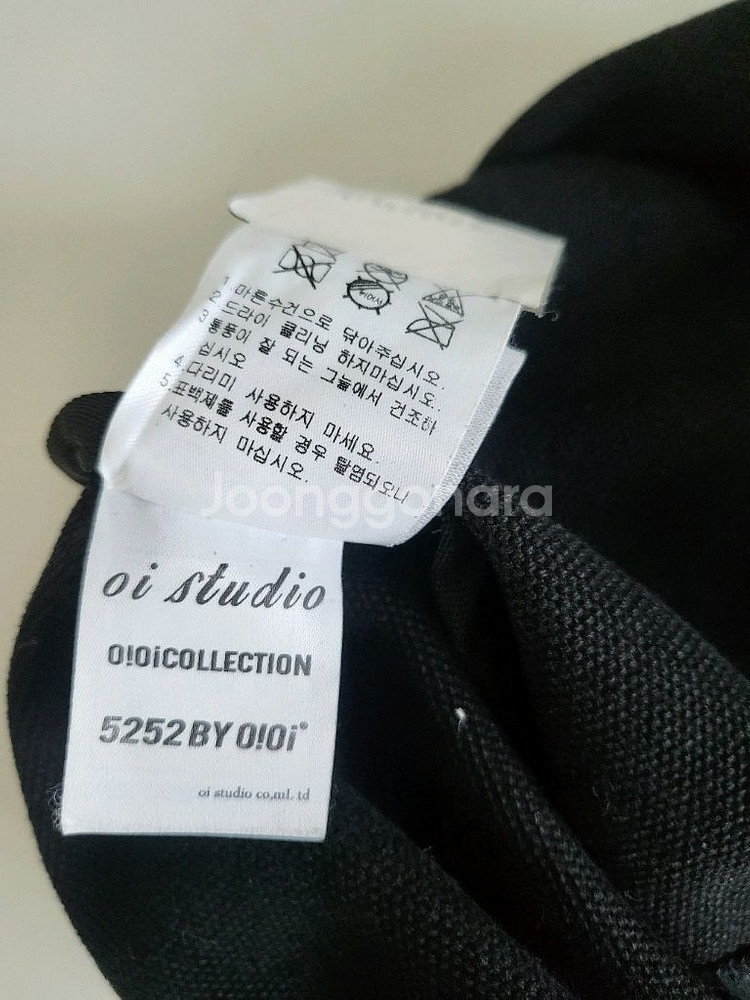 1.마른수건으로 닦아주십시오.
2.드라이 클리닝 하지마십시오.
3.통풍이 잘 되는 그늘에서 건조하
십시오
4.다리미 사용하지 마세요.
5.표백제를 사용할 경우 탈염되오니
사용하지 마십시오.
Joonggonara
oi studio
O!OiCOLLECTION
5252 BY O!Oi®
oi studio co,mL td